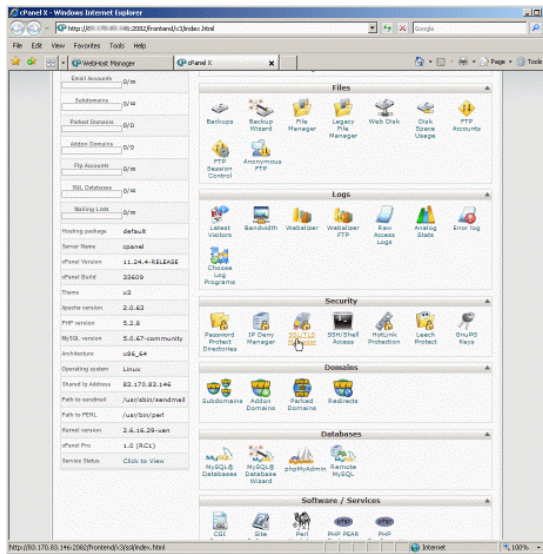 cPanel X - Windows Internet Explorer
:2082/frontend/x3/index.html
Google
File Edit View Favorites Tools Help
WebHost Manager
cPanel X
Page
Tools
Email Accounts
0/∞
Subdomains
0/∞
Parked Domains
0/0
Addon Domains
0/0
Ftp Accounts
0/∞
SQL Databases
0/∞
Mailing Lists
0/∞
Hosting package default
Server Name cpanel
cPanel Version 11.24.4-RELEASE
cPanel Build 33609
Theme x3
Apache version 2.0.63
PHP version 5.2.8
MySQL version 5.0.67-community
Architecture x86_64
Operating system Linux
Shared Ip Address 83.170.83.146
Path to sendmail /usr/sbin/sendmail
Path to PERL /usr/bin/perl
Kernel version 2.6.16.29-xen
cPanel Pro 1.0 (RC1)
Service Status Click to View
Files
Backups
Backup Wizard
File Manager
Legacy File Manager
Web Disk
Disk Space Usage
FTP Accounts
FTP Session Control
Anonymous FTP
Logs
Latest Visitors
Bandwidth
Webalizer
Webalizer FTP
Raw Access Logs
Analog Stats
Error log
Choose Log Programs
Security
Password Protect Directories
IP Deny Manager
SSL/TLS Manager
SSH/Shell Access
HotLink Protection
Leech Protect
GnuPG Keys
Domains
Subdomains
Addon Domains
Parked Domains
Redirects
Databases
MySQL® Databases
MySQL® Database Wizard
phpMyAdmin
Remote MySQL
Software / Services
CGI
Site
Perl
PHP PEAR
PHP
http://83.170.83.146:2082/frontend/x3/ssl/index.html
Internet
100%